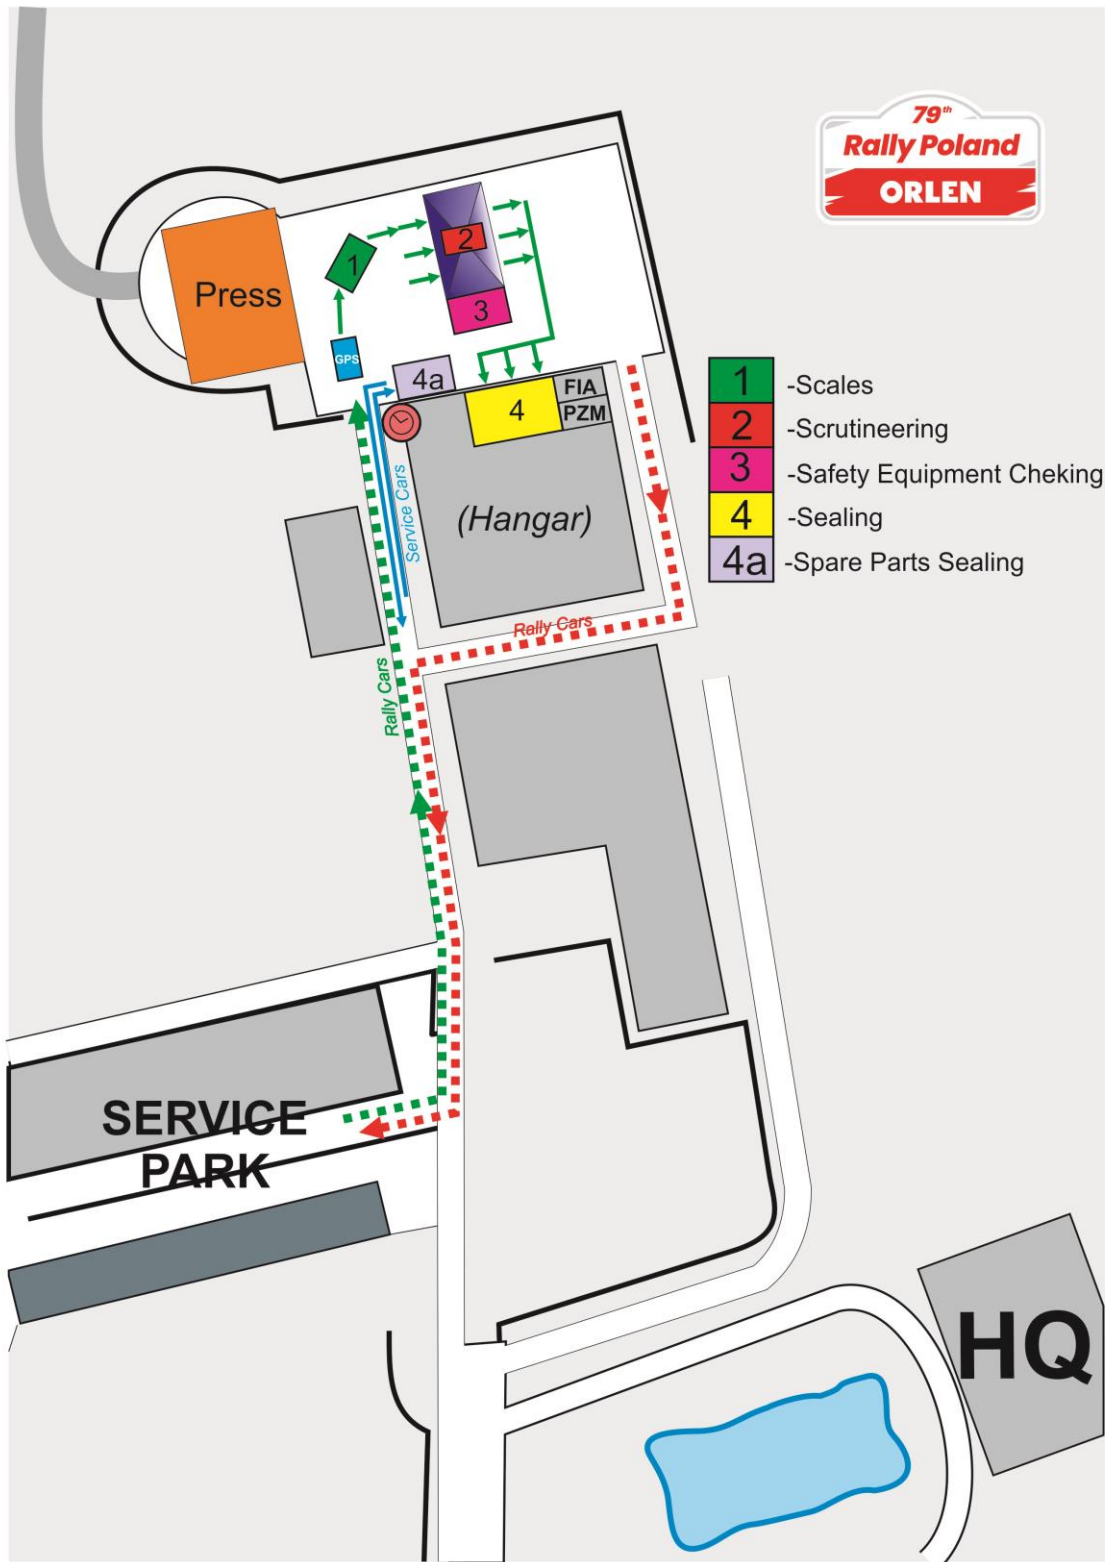 79th
Rally Poland
ORLEN
Press
GPS
1
2
3
4a
4
FIA
PZM
(Hangar)
Service Cars
Rally Cars
Rally Cars
1 -Scales
2 -Scrutineering
3 -Safety Equipment Cheking
4 -Sealing
4a -Spare Parts Sealing
SERVICE
PARK
HQ